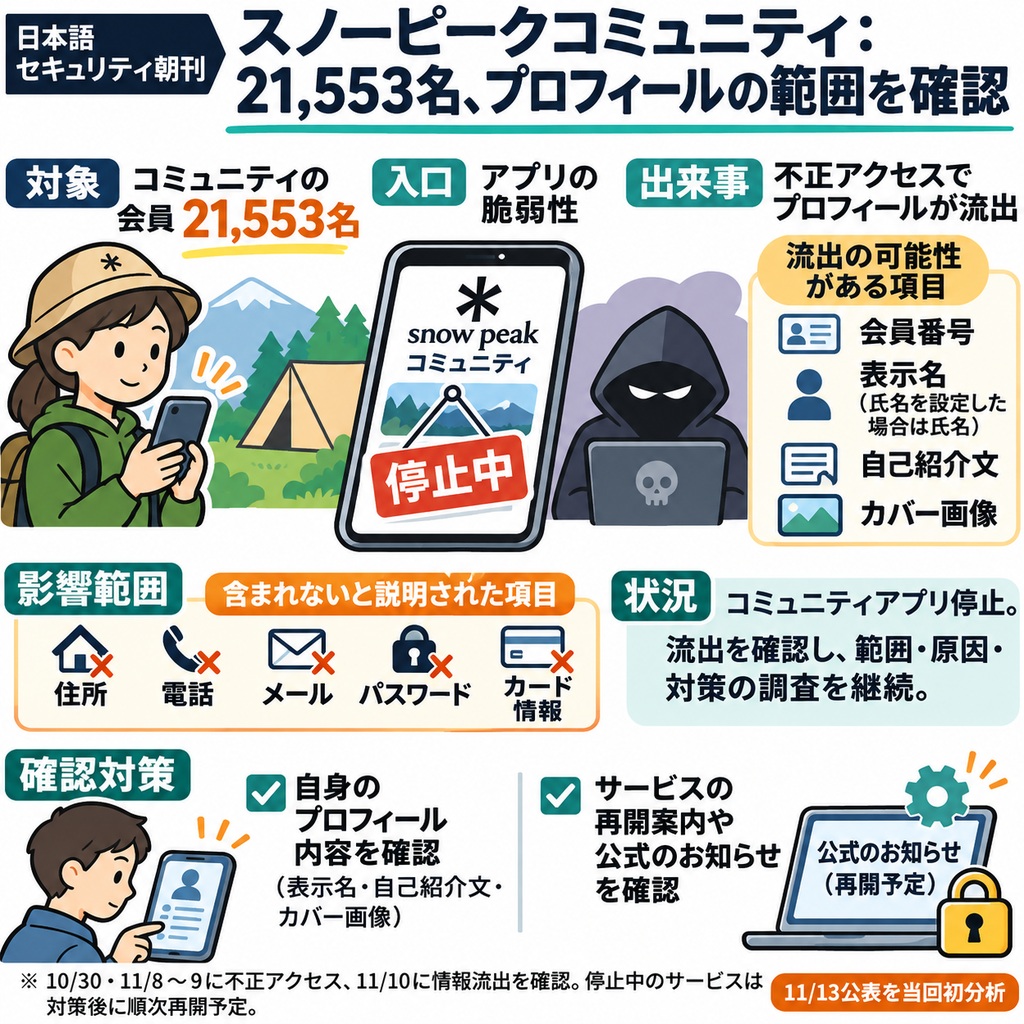 日本語
セキュリティ朝刊
スノーピークコミュニティ：
21,553名、プロフィールの範囲を確認
対象
コミュニティの
会員 21,553名
入口
アプリの
脆弱性
出来事
不正アクセスで
プロフィールが流出
snow peak
コミュニティ
停止中
流出の可能性
がある項目
会員番号
表示名
（氏名を設定した
場合は氏名）
自己紹介文
カバー画像
影響範囲
含まれないと説明された項目
住所
電話
メール
パスワード
カード
情報
状況
コミュニティアプリ停止。
流出を確認し、範囲・原因・
対策の調査を継続。
確認対策
自身の
プロフィール
内容を確認
（表示名・自己紹介文・
カバー画像）
サービスの
再開案内や
公式のお知らせ
を確認
公式のお知らせ
（再開予定）
※ 10/30・11/8〜9に不正アクセス、11/10に情報流出を確認。停止中のサービスは
対策後に順次再開予定。
11/13公表を当回初分析